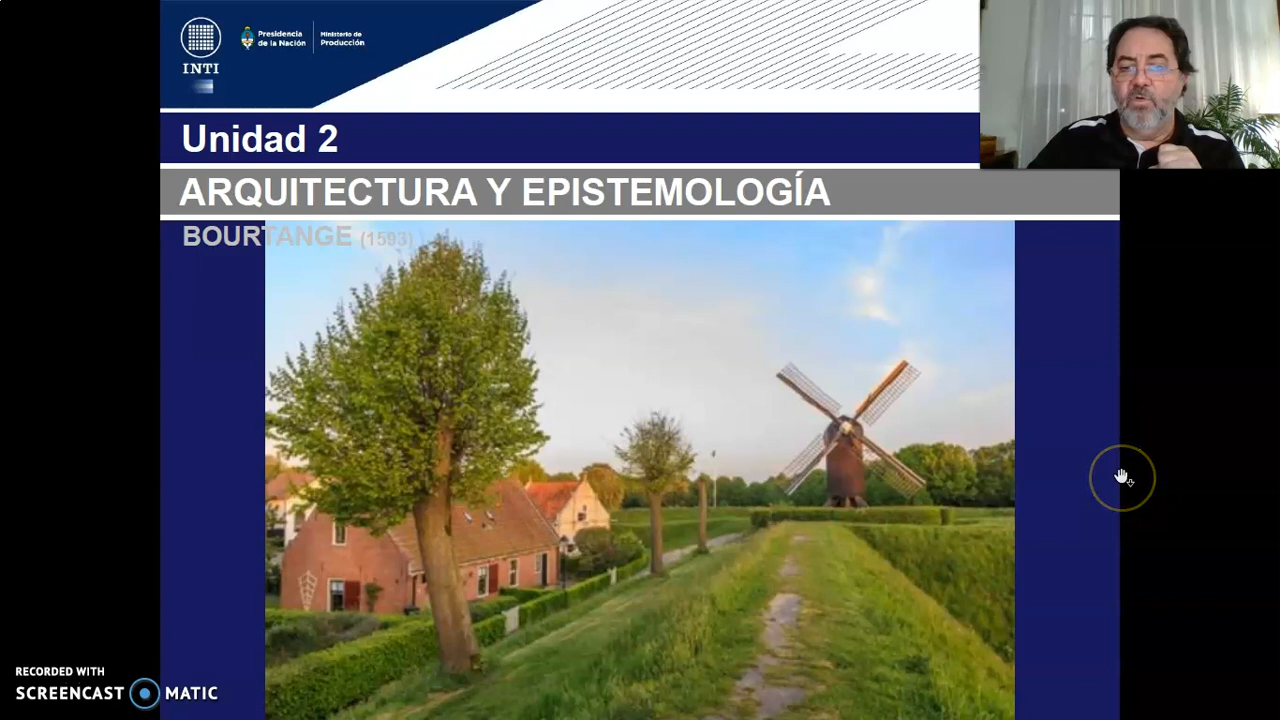 INTI
Presidencia
de la Nación
Ministerio de
Producción
Unidad 2
ARQUITECTURA Y EPISTEMOLOGÍA
BOURTANGE (1593)
RECORDED WITH
SCREENCAST MATIC